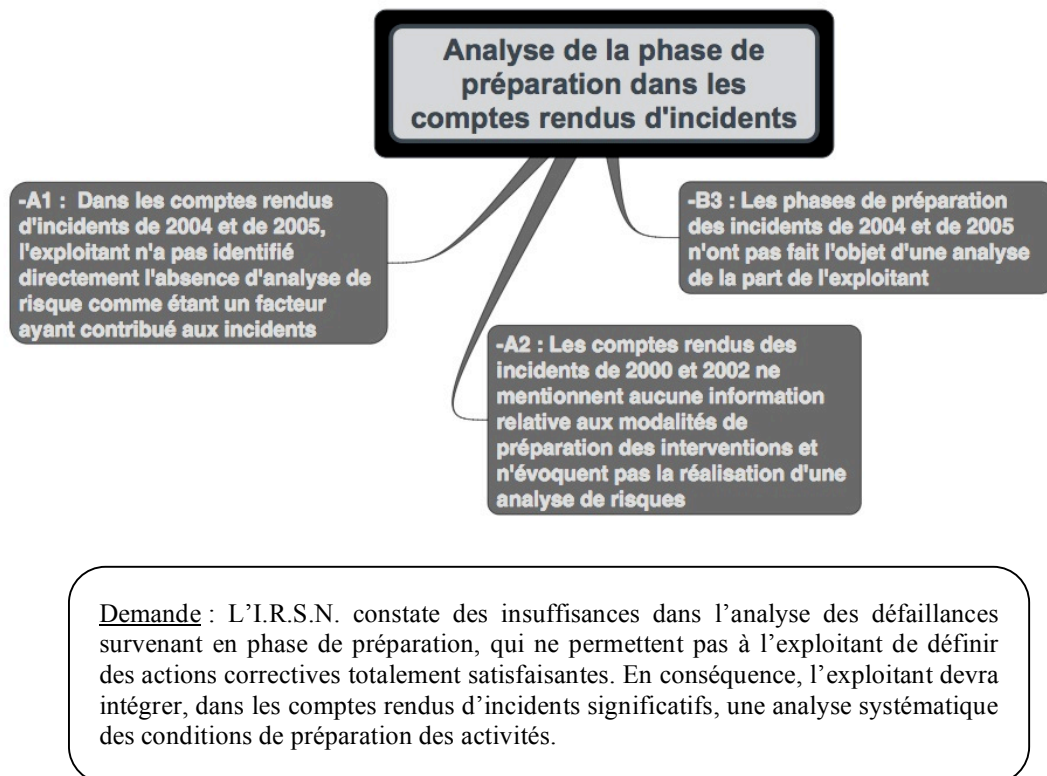 Analyse de la phase de
préparation dans les
comptes rendus d'incidents
-A1 : Dans les comptes rendus
d'incidents de 2004 et de 2005,
l'exploitant n'a pas identifié
directement l'absence d'analyse de
risque comme étant un facteur
ayant contribué aux incidents
-B3 : Les phases de préparation
des incidents de 2004 et de 2005
n'ont pas fait l'objet d'une analyse
de la part de l'exploitant
-A2 : Les comptes rendus des
incidents de 2000 et 2002 ne
mentionnent aucune information
relative aux modalités de
préparation des interventions et
n'évoquent pas la réalisation d'une
analyse de risques
Demande : L'I.R.S.N. constate des insuffisances dans l'analyse des défaillances
survenant en phase de préparation, qui ne permettent pas à l'exploitant de définir
des actions correctives totalement satisfaisantes. En conséquence, l'exploitant devra
intégrer, dans les comptes rendus d'incidents significatifs, une analyse systématique
des conditions de préparation des activités.